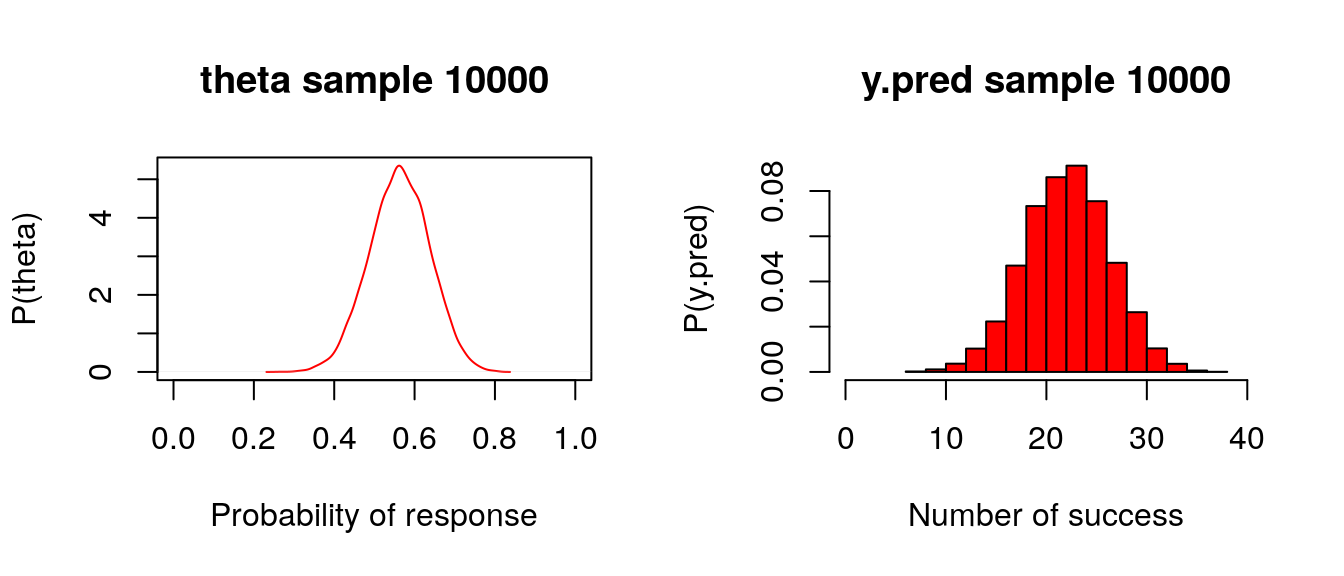 theta sample 10000
P(theta)
0
2
4
0.0 0.2 0.4 0.6 0.8 1.0
Probability of response
y.pred sample 10000
P(y.pred)
0.00 0.04 0.08
0 10 20 30 40
Number of success